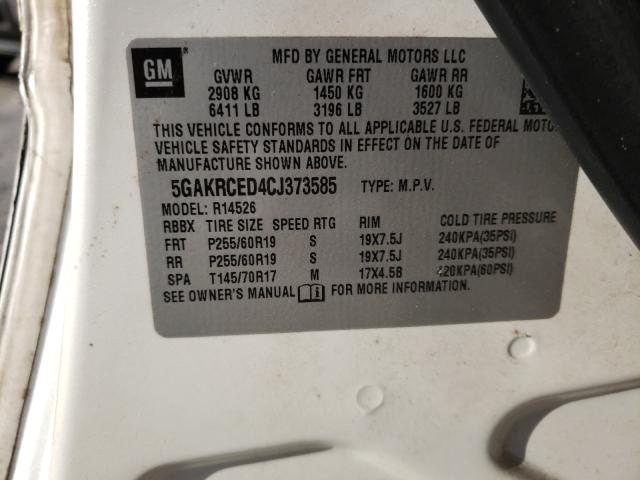 GM
MFD BY GENERAL MOTORS LLC
GVWR GAWR FRT GAWR RR
2908 KG 1450 KG 1600 KG
6411 LB 3196 LB 3527 LB
THIS VEHICLE CONFORMS TO ALL APPLICABLE U.S. FEDERAL MOTO
VEHICLE SAFETY STANDARDS IN EFFECT ON THE DATE OF
MANUFACTURE SHOWN ABOVE.
5GAKRCED4CJ373585 TYPE: M.P.V.
MODEL: R14526
RBBX TIRE SIZE SPEED RTG RIM COLD TIRE PRESSURE
FRT P255/60R19 S 19X7.5J 240KPA(35PSI)
RR P255/60R19 S 19X7.5J 240KPA(35PSI)
SPA T145/70R17 M 17X4.5B 420KPA(60PSI)
SEE OWNER'S MANUAL FOR MORE INFORMATION.